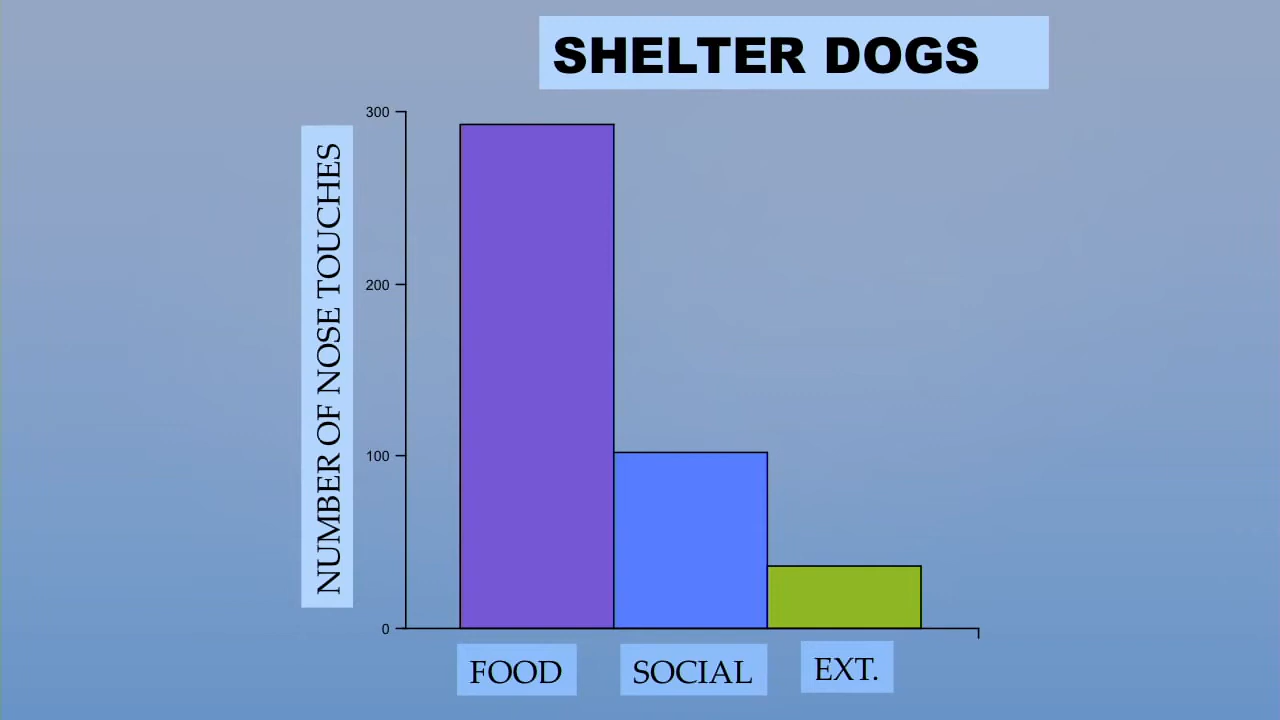 SHELTER DOGS
NUMBER OF NOSE TOUCHES
300
200
100
0
FOOD
SOCIAL
EXT.